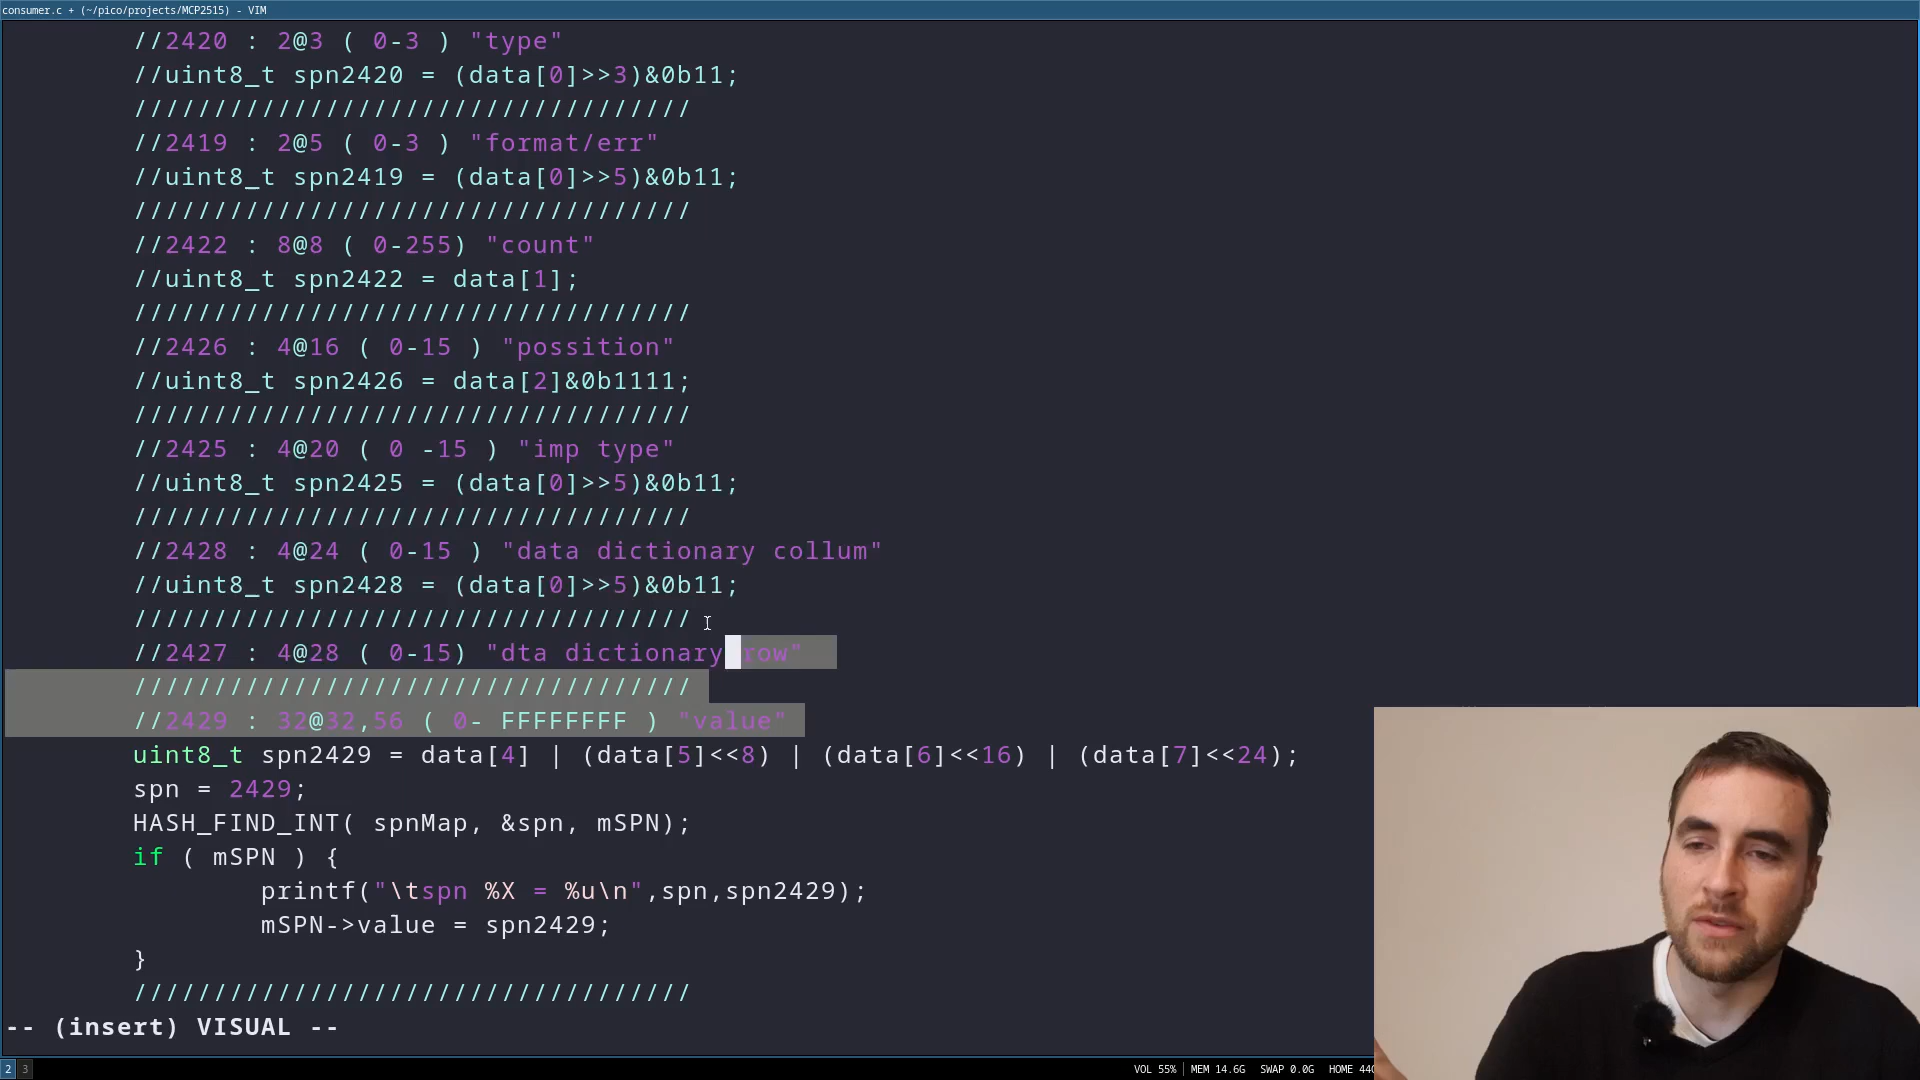 consumer.c + (~/pico/projects/MCP2515) - VIM
//2420 : 2@3 ( 0-3 ) "type"
//uint8_t spn2420 = (data[0]>>3)&0b11;
///////////////////////////////////
//2419 : 2@5 ( 0-3 ) "format/err"
//uint8_t spn2419 = (data[0]>>5)&0b11;
///////////////////////////////////
//2422 : 8@8 ( 0-255) "count"
//uint8_t spn2422 = data[1];
///////////////////////////////////
//2426 : 4@16 ( 0-15 ) "possition"
//uint8_t spn2426 = data[2]&0b1111;
///////////////////////////////////
//2425 : 4@20 ( 0 -15 ) "imp type"
//uint8_t spn2425 = (data[0]>>5)&0b11;
///////////////////////////////////
//2428 : 4@24 ( 0-15 ) "data dictionary collum"
//uint8_t spn2428 = (data[0]>>5)&0b11;
///////////////////////////////////
//2427 : 4@28 ( 0-15) "dta dictionary row"
///////////////////////////////////
//2429 : 32@32,56 ( 0- FFFFFFFF ) "value"
uint8_t spn2429 = data[4] | (data[5]<<8) | (data[6]<<16) | (data[7]<<24);
spn = 2429;
HASH_FIND_INT( spnMap, &spn, mSPN);
if ( mSPN ) {
printf("\tspn %X = %u\n",spn,spn2429);
mSPN->value = spn2429;
}
///////////////////////////////////
-- (insert) VISUAL --
2 3 VOL 55% MEM 14.6G SWAP 0.0G HOME